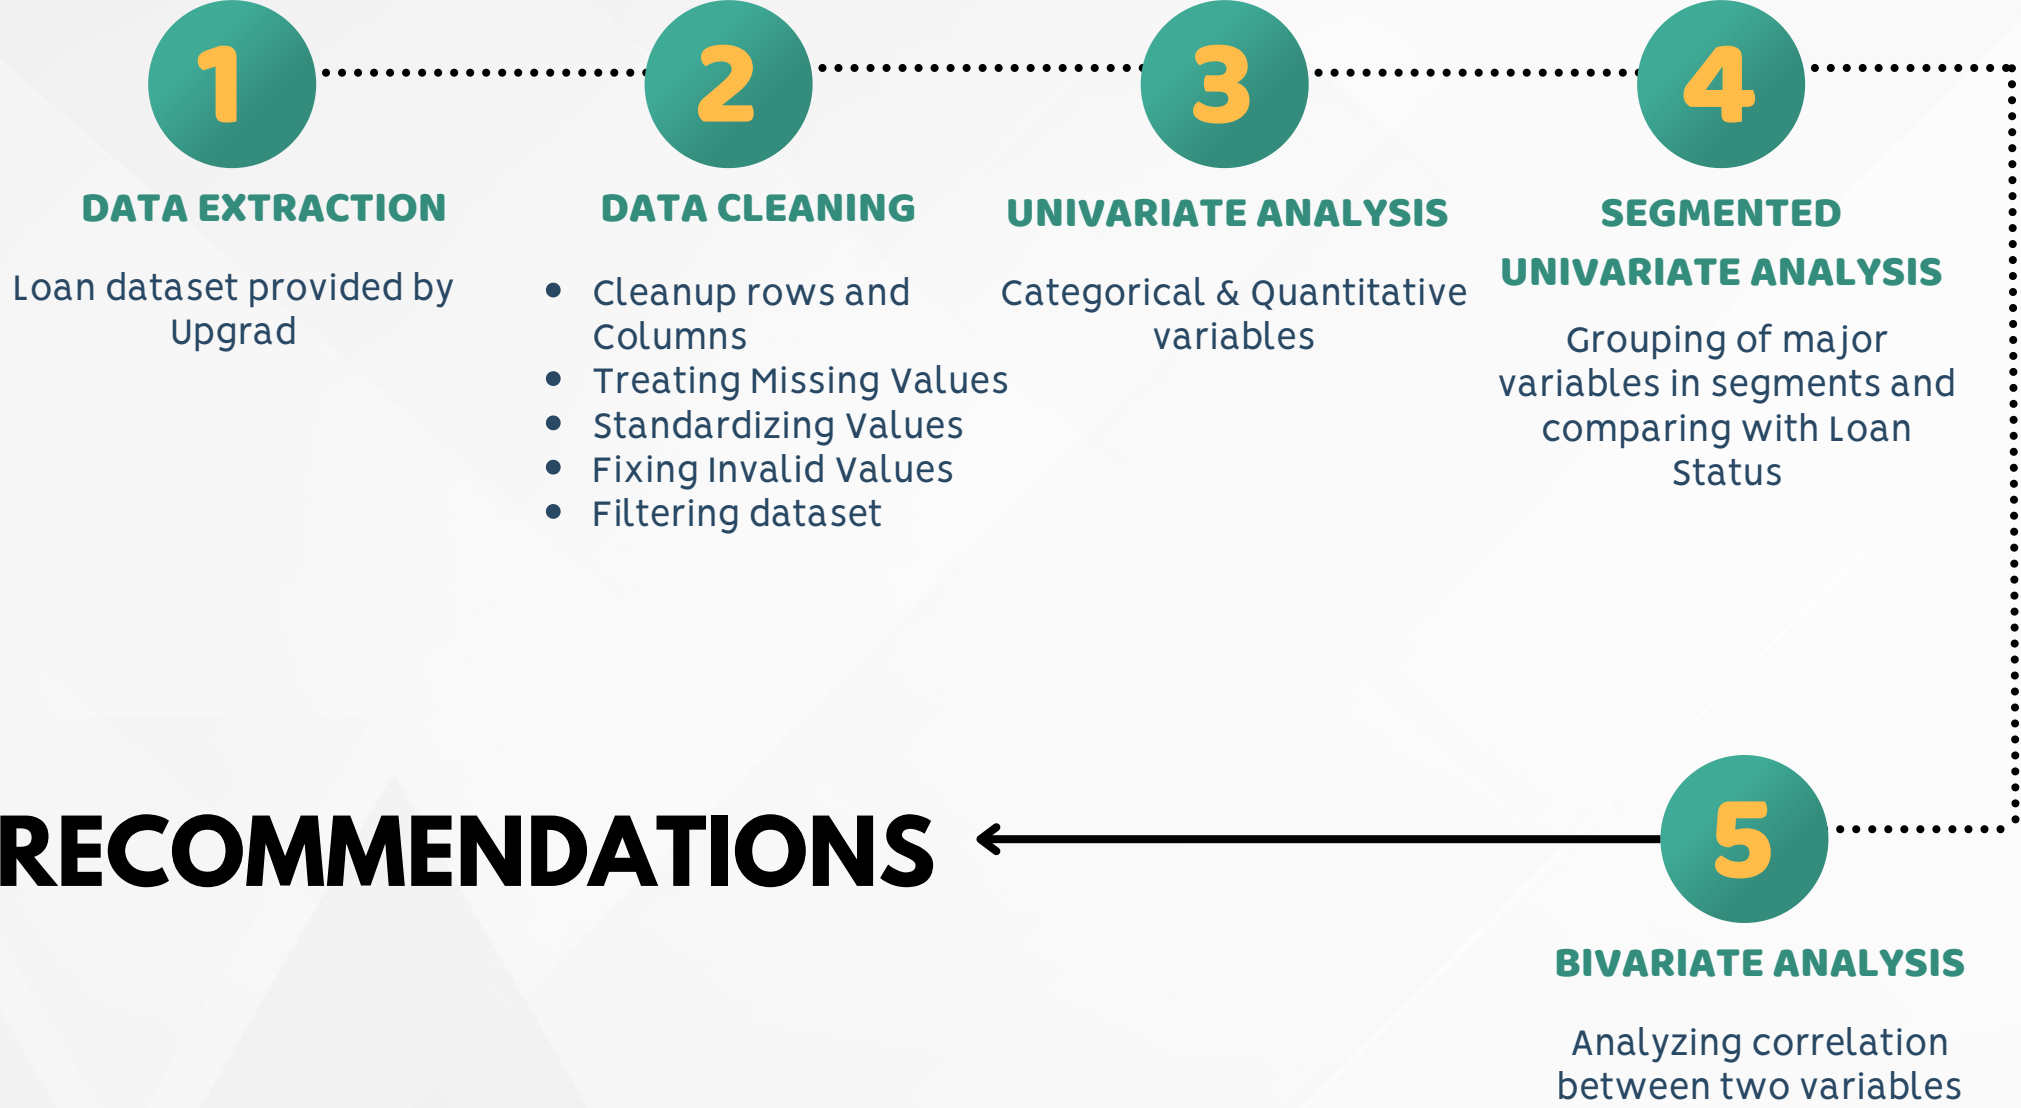 1
DATA EXTRACTION
Loan dataset provided by
Upgrad
2
DATA CLEANING
• Cleanup rows and
Columns
• Treating Missing Values
• Standardizing Values
• Fixing Invalid Values
• Filtering dataset
3
UNIVARIATE ANALYSIS
Categorical & Quantitative
variables
4
SEGMENTED
UNIVARIATE ANALYSIS
Grouping of major
variables in segments and
comparing with Loan
Status
5
BIVARIATE ANALYSIS
Analyzing correlation
between two variables
RECOMMENDATIONS